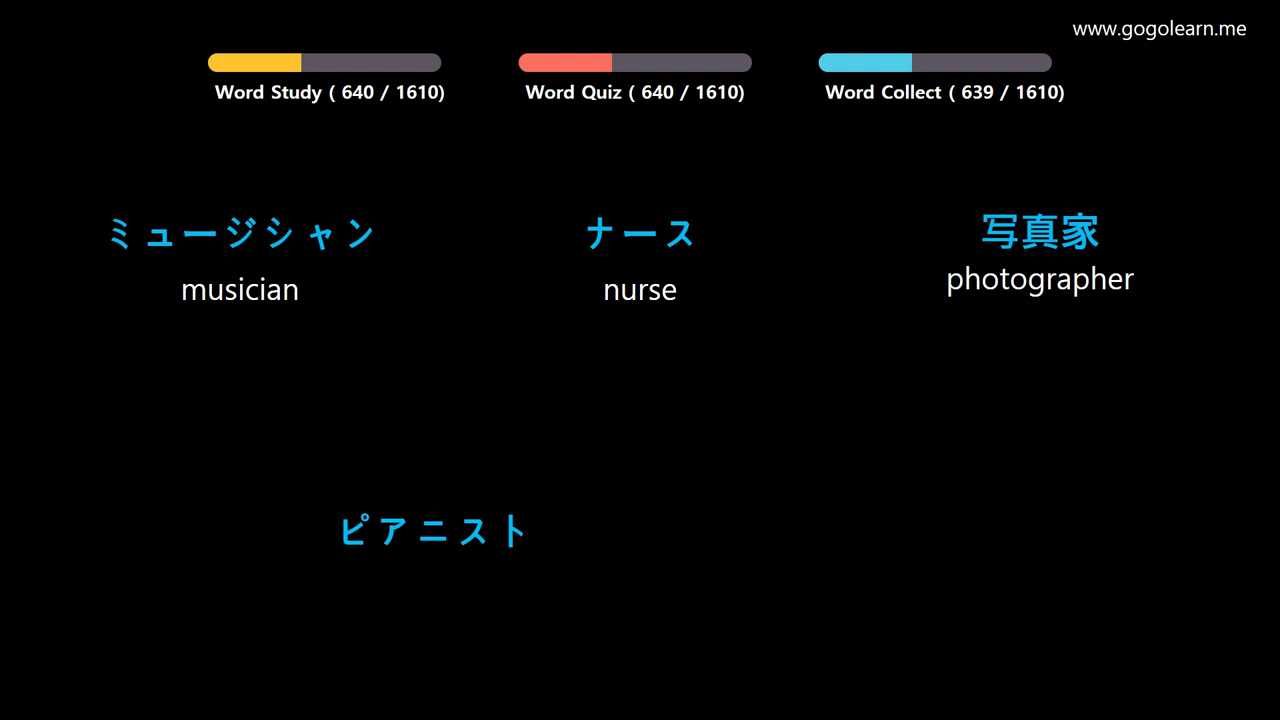 www.gogolearn.me
Word Study ( 640 / 1610)
Word Quiz ( 640 / 1610)
Word Collect ( 639 / 1610)
ミュージシャン
musician
ナース
nurse
写真家
photographer
ピアニスト